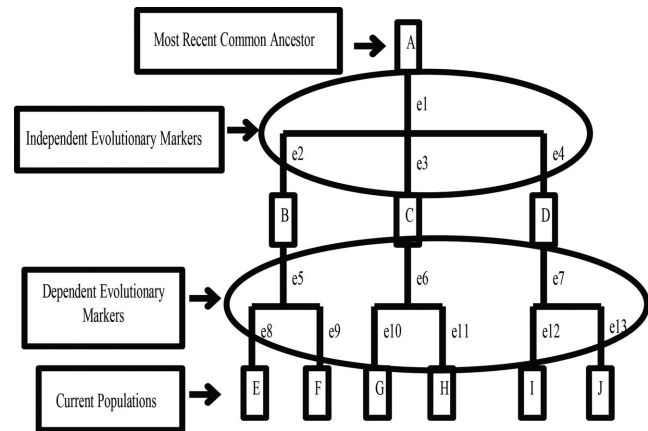 Most Recent Common Ancestor
A
e1
Independent Evolutionary Markers
e2
e3
e4
B
C
D
Dependent Evolutionary
Markers
e5
e6
e7
e8
e9
e10
e11
e12
e13
Current Populations
E
F
G
H
I
J